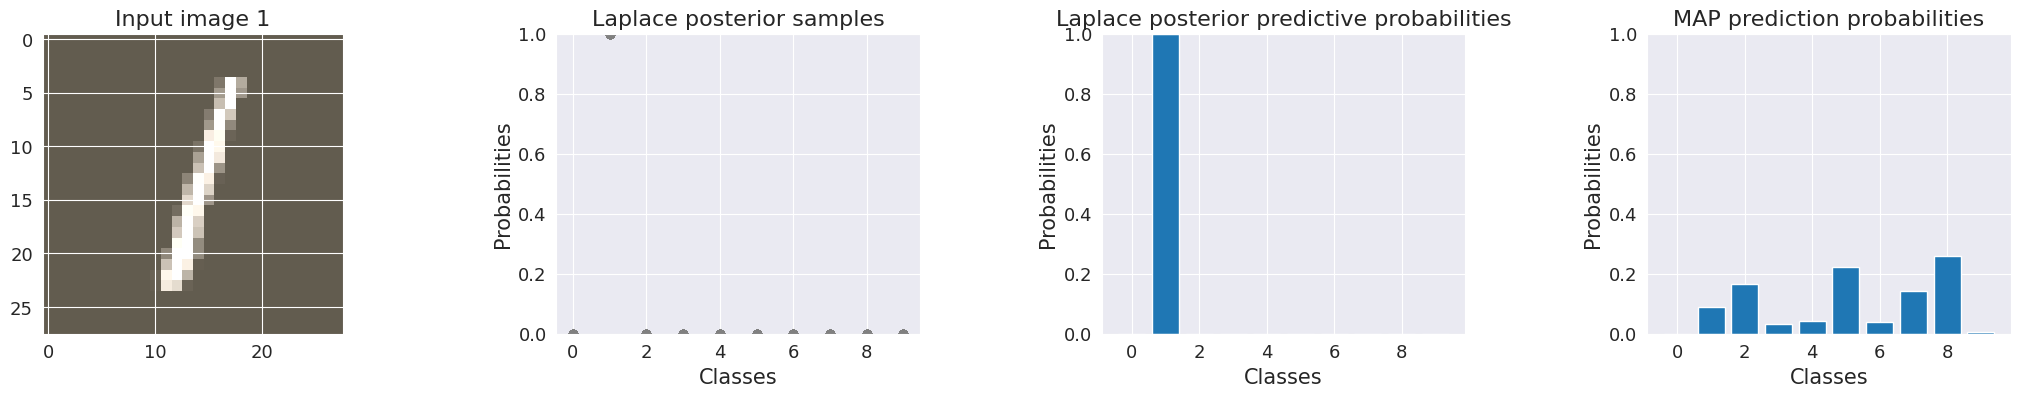 Input image 1
0
5
10
15
20
25
0 10 20
Laplace posterior samples
Probabilities
1.0
0.8
0.6
0.4
0.2
0.0
0 2 4 6 8
Classes
Laplace posterior predictive probabilities
Probabilities
1.0
0.8
0.6
0.4
0.2
0.0
0 2 4 6 8
Classes
MAP prediction probabilities
Probabilities
1.0
0.8
0.6
0.4
0.2
0.0
0 2 4 6 8
Classes